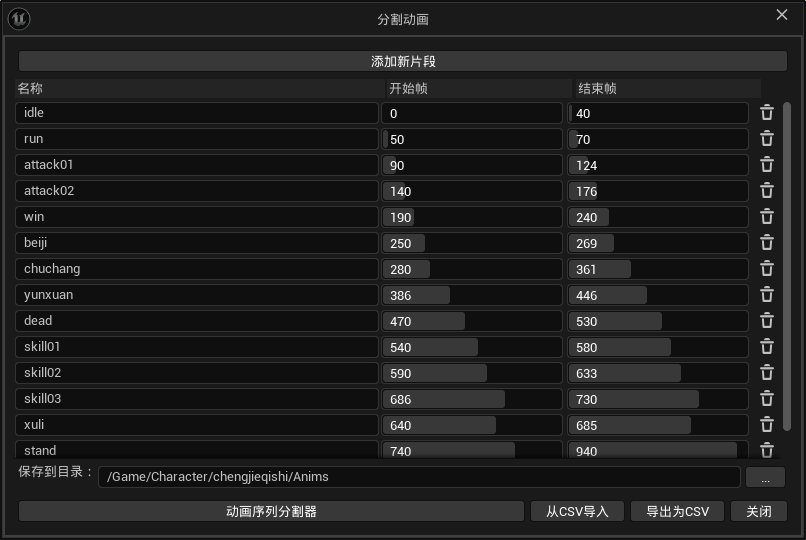 分割动画
添加新片段
名称 开始帧 结束帧
idle 0 40
run 50 70
attack01 90 124
attack02 140 176
win 190 240
beiji 250 269
chuchang 280 361
yunxuan 386 446
dead 470 530
skill01 540 580
skill02 590 633
skill03 686 730
xuli 640 685
stand 740 940
保存到目录： /Game/Character/chengjieqishi/Anims ...
动画序列分割器 从CSV导入 导出为CSV 关闭